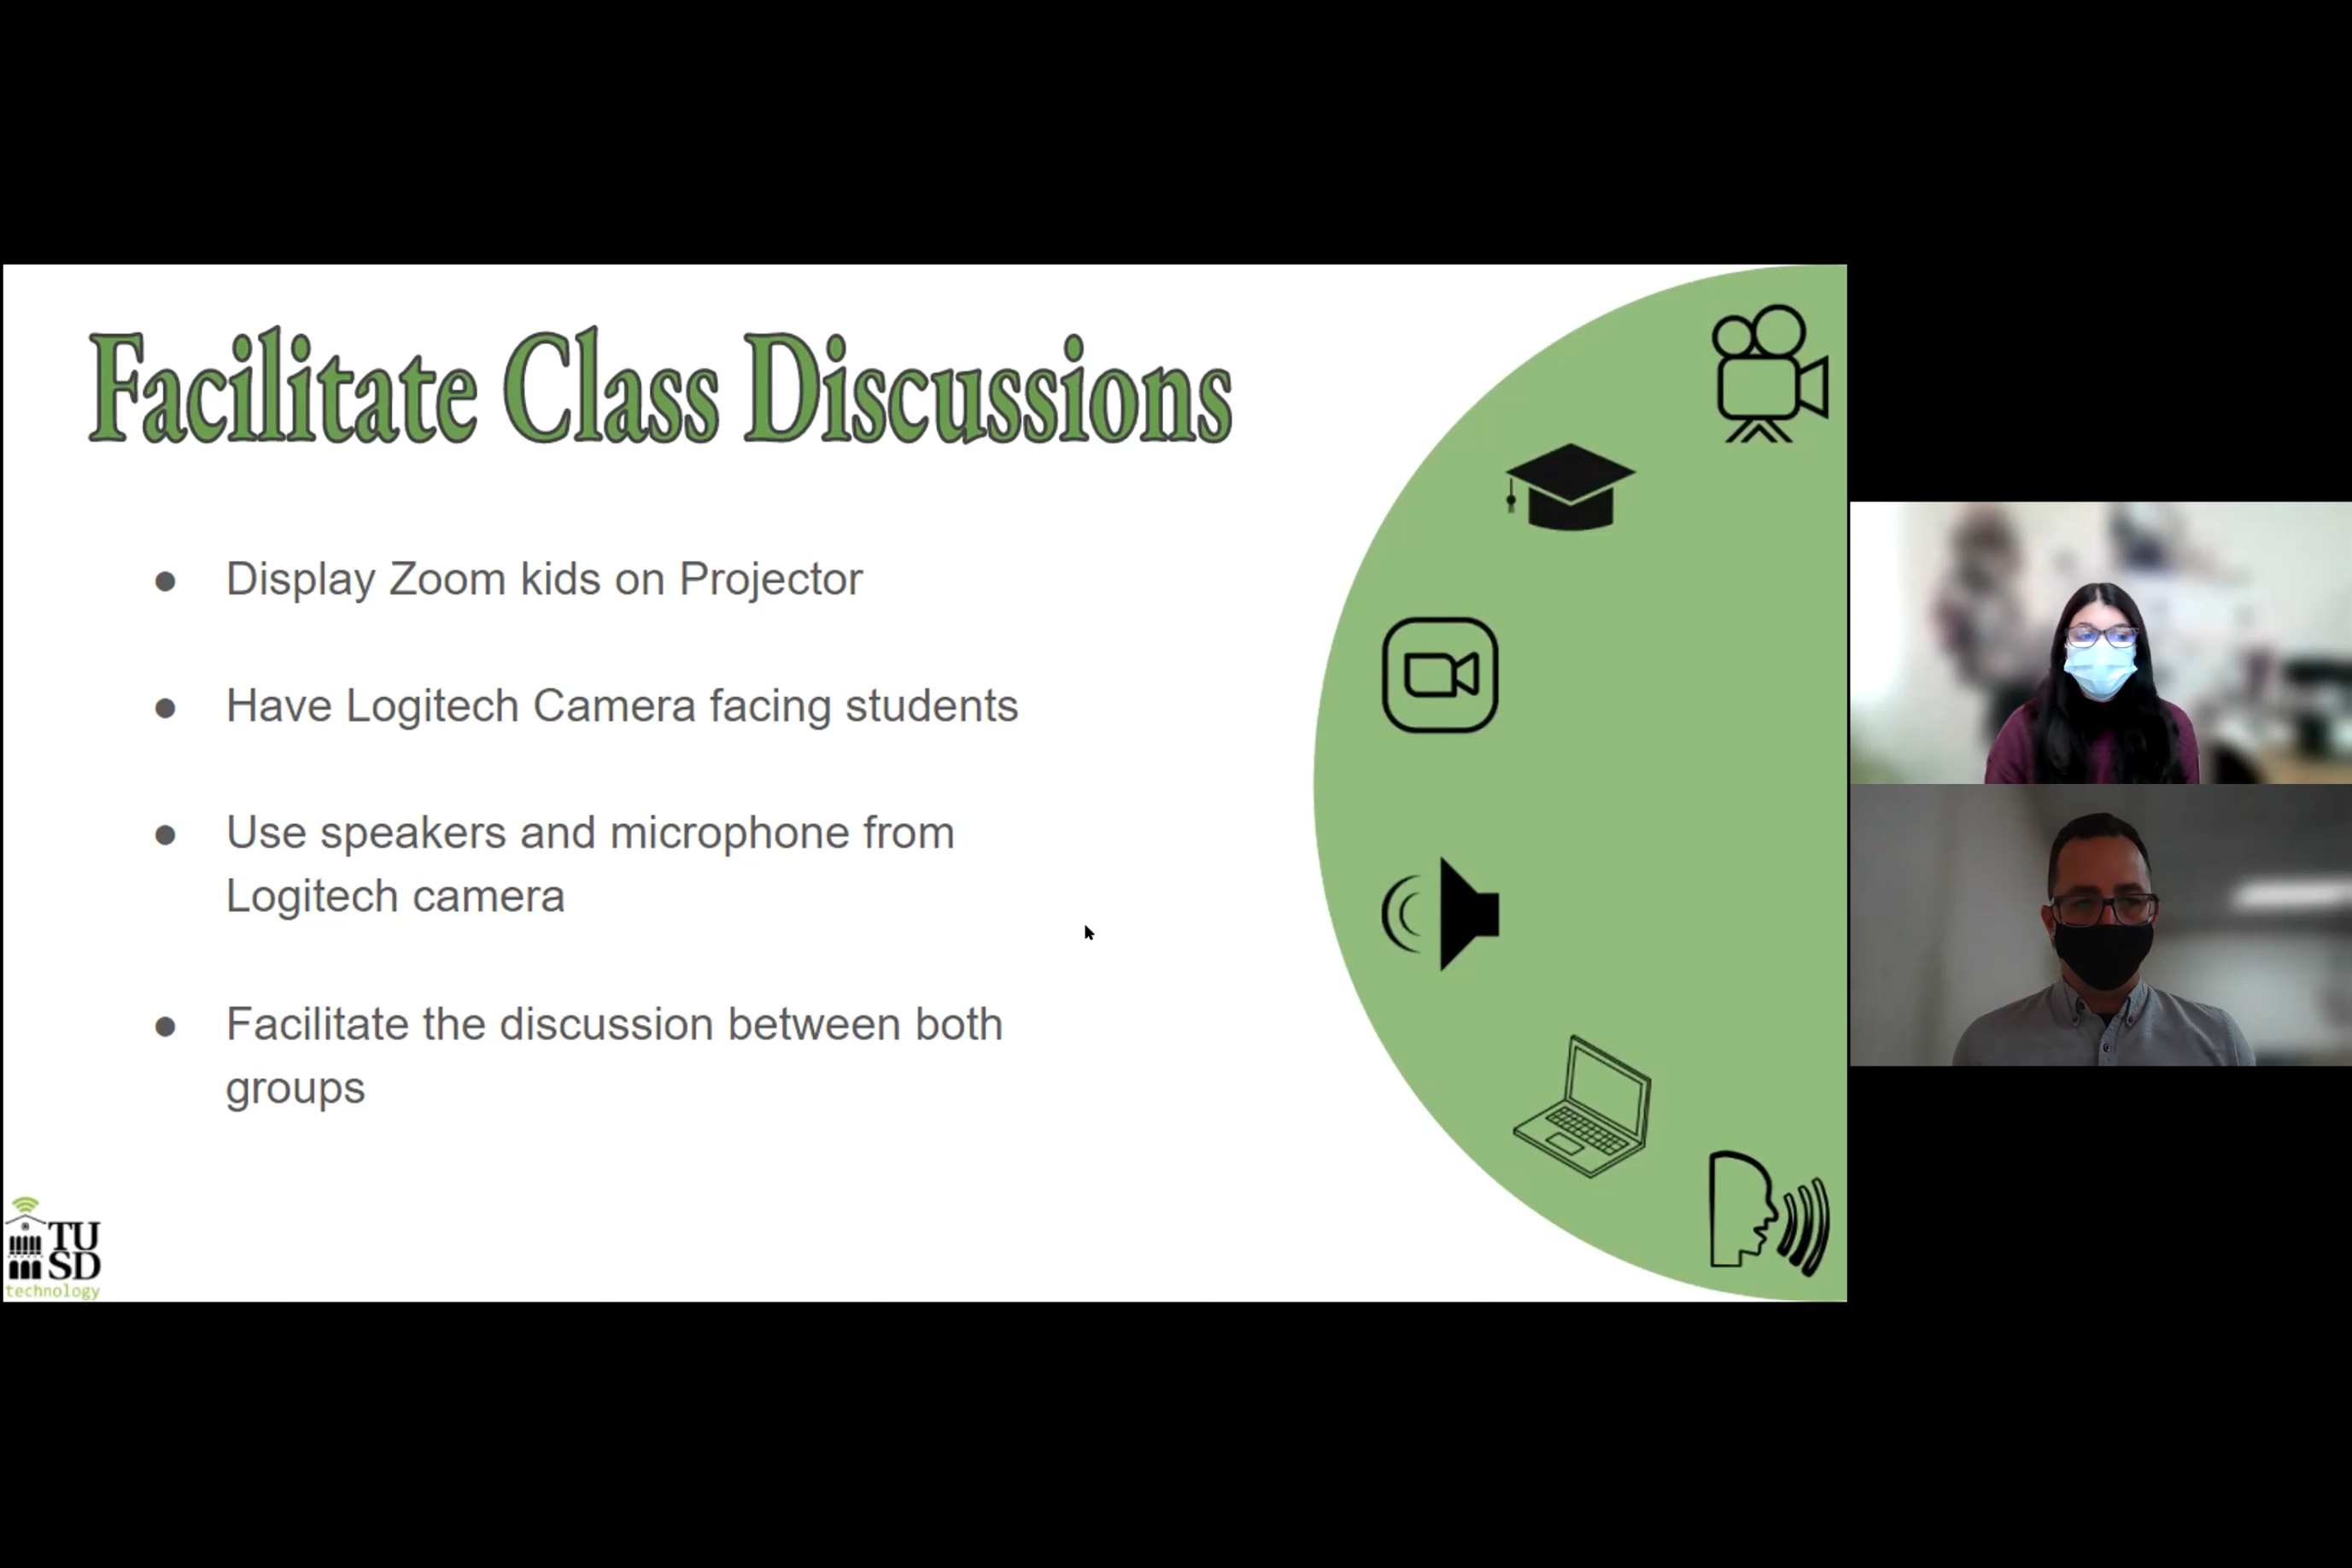 Facilitate Class Discussions
● Display Zoom kids on Projector
● Have Logitech Camera facing students
● Use speakers and microphone from
Logitech camera
● Facilitate the discussion between both
groups
TU
SD
technology